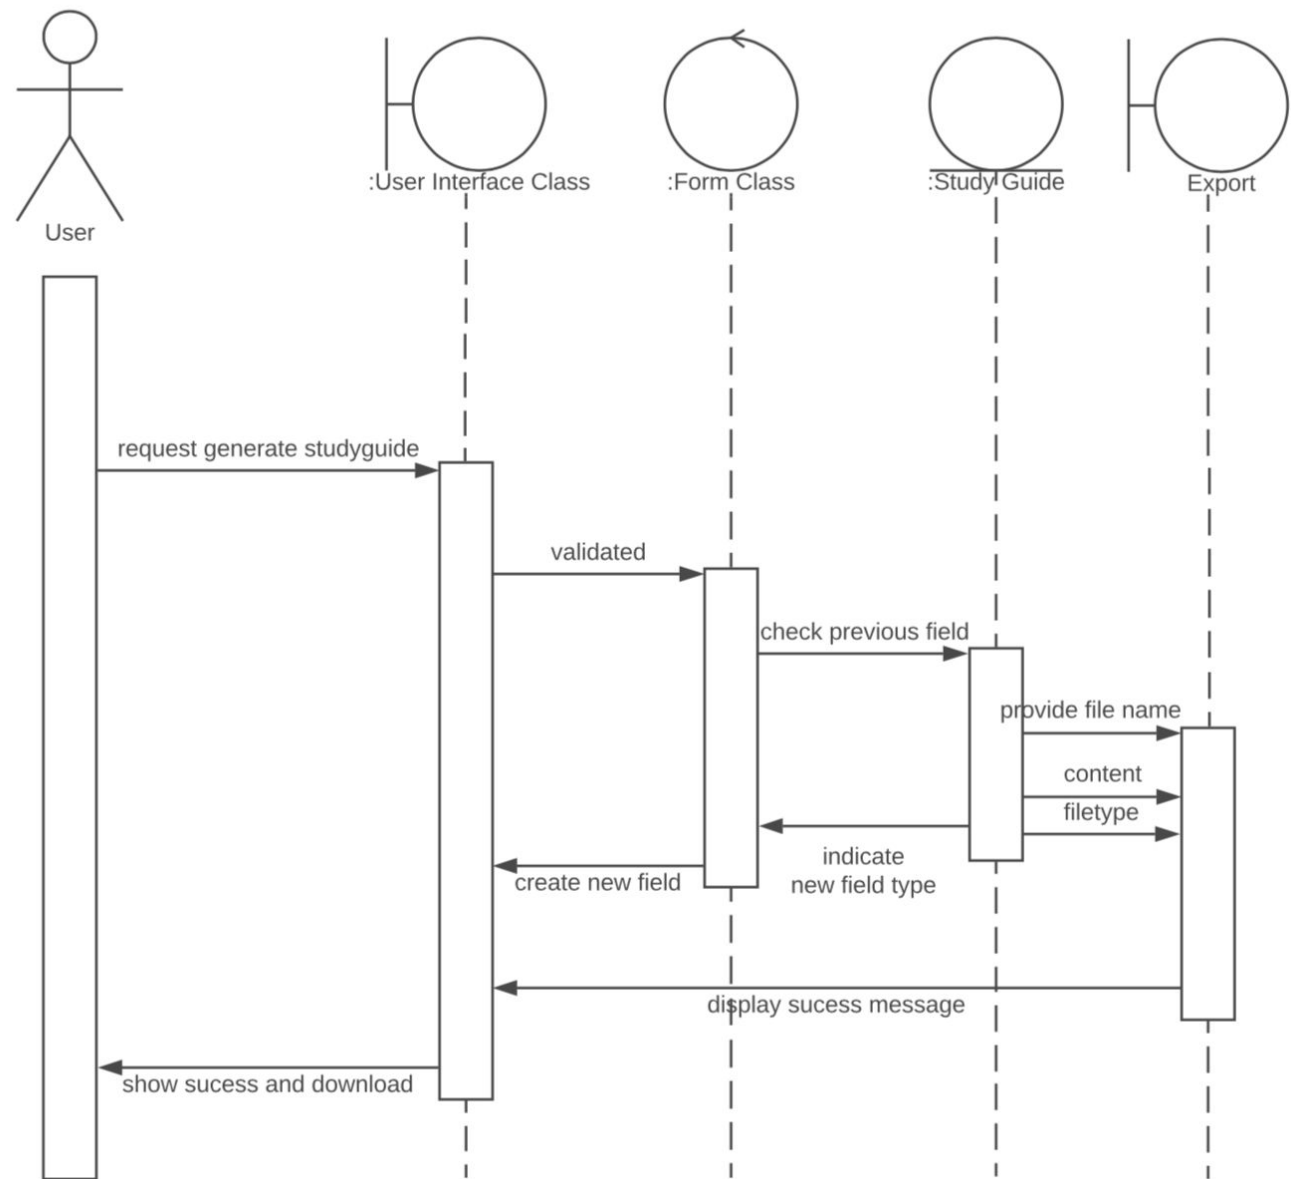 :User Interface Class
:Form Class
:Study Guide
Export
User
request generate studyguide
validated
check previous field
provide file name
content
filetype
indicate
new field type
create new field
display sucess message
show sucess and download